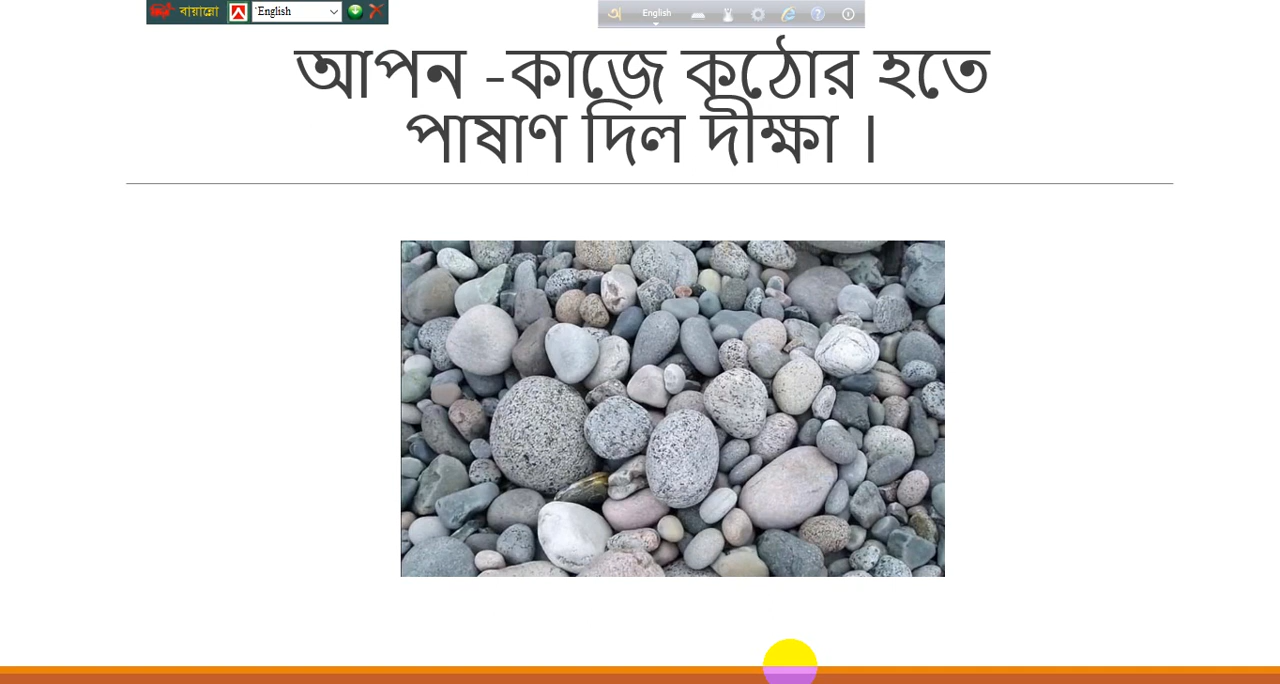 বায়ান্নো
`English
অ English
আপন -কাজে কঠোর হতে
পাষাণ দিল দীক্ষা ।